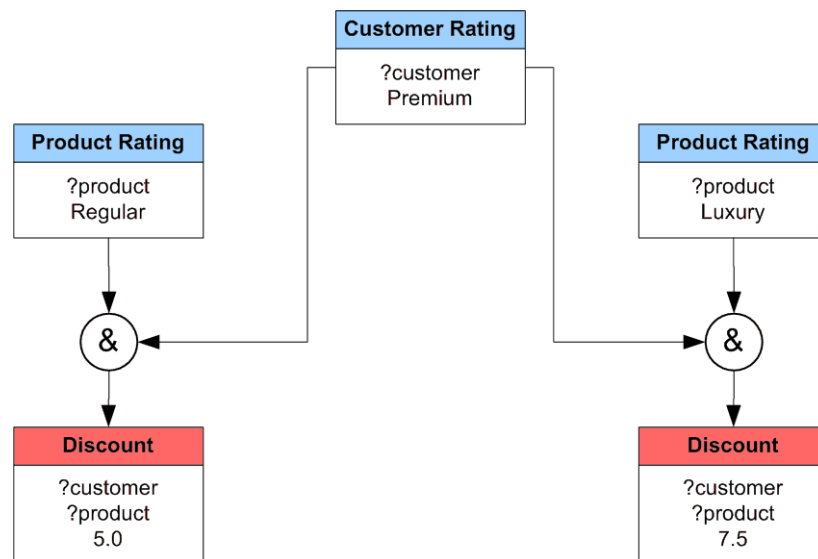 Customer Rating
?customer
Premium
Product Rating
?product
Regular
Product Rating
?product
Luxury
&
&
Discount
?customer
?product
5.0
Discount
?customer
?product
7.5